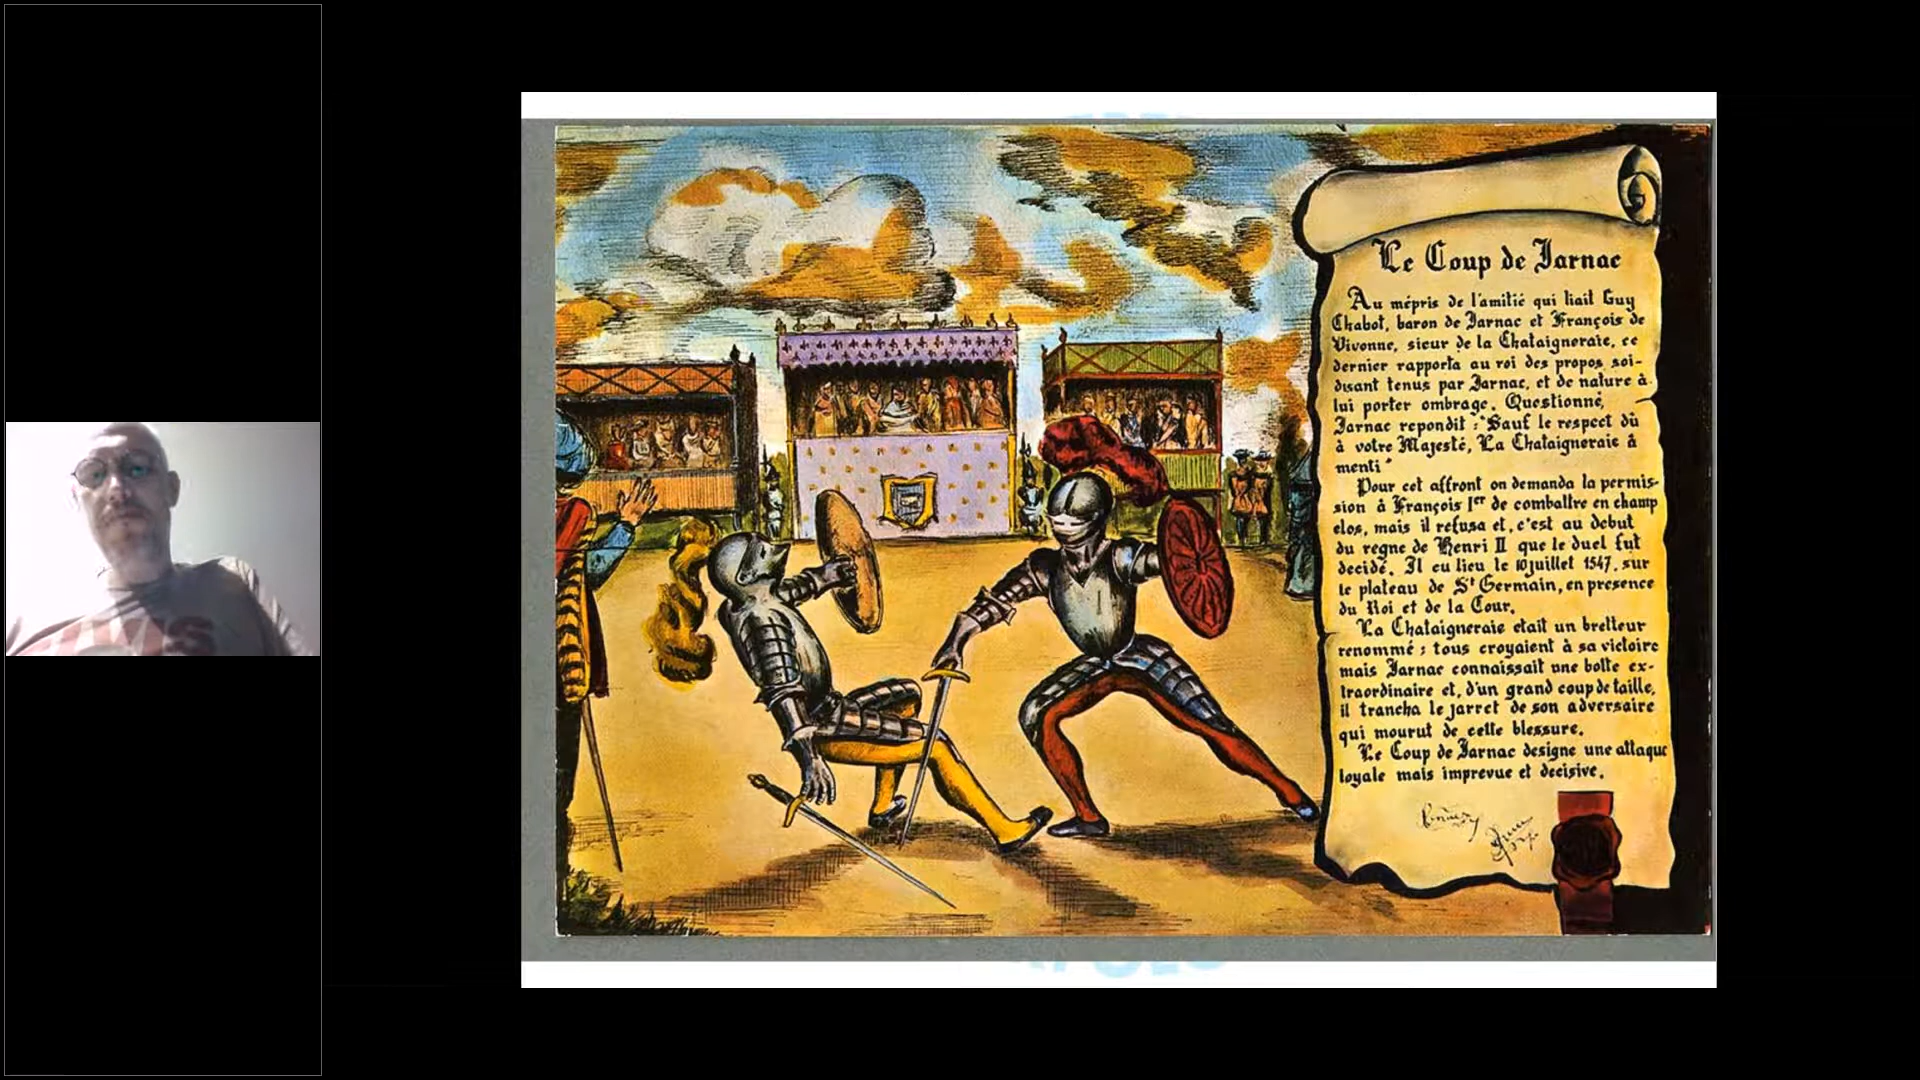 Le Coup de Jarnac
Au mépris de l'amitié qui liait Guy
Chabot, baron de Jarnac et François de
Vivonne, sieur de la Chataigneraie, ce
dernier rapporta au roi des propos soi-
disant tenus par Jarnac, et de nature à
lui porter ombrage. Questionné,
Jarnac repondit : "Sauf le respect dû
à votre Majesté, La Chataigneraie à
menti"
Pour cet affront on demanda la permis-
sion à François 1er de combattre en champ
clos, mais il refusa et, c'est au debut
du regne de Henri II que le duel fut
decidé. Il eu lieu le 10 juillet 1547, sur
le plateau de St Germain, en presence
du Roi et de la Cour.
La Chataigneraie etait un bretteur
renommé ; tous croyaient à sa victoire
mais Jarnac connaissait une botte ex-
traordinaire et, d'un grand coup de taille,
il trancha le jarret de son adversaire
qui mourut de cette blessure.
Le Coup de Jarnac designe une attaque
loyale mais imprevue et decisive.